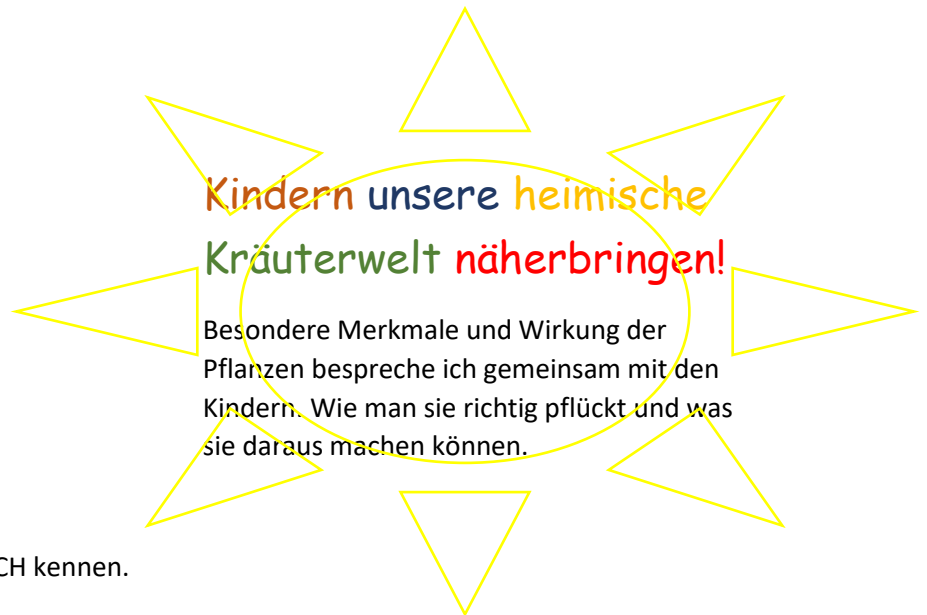 Kindern unsere heimische
Kräuterwelt näherbringen!
Besondere Merkmale und Wirkung der
Pflanzen bespreche ich gemeinsam mit den
Kindern. Wie man sie richtig pflückt und was
sie daraus machen können.
CH kennen.